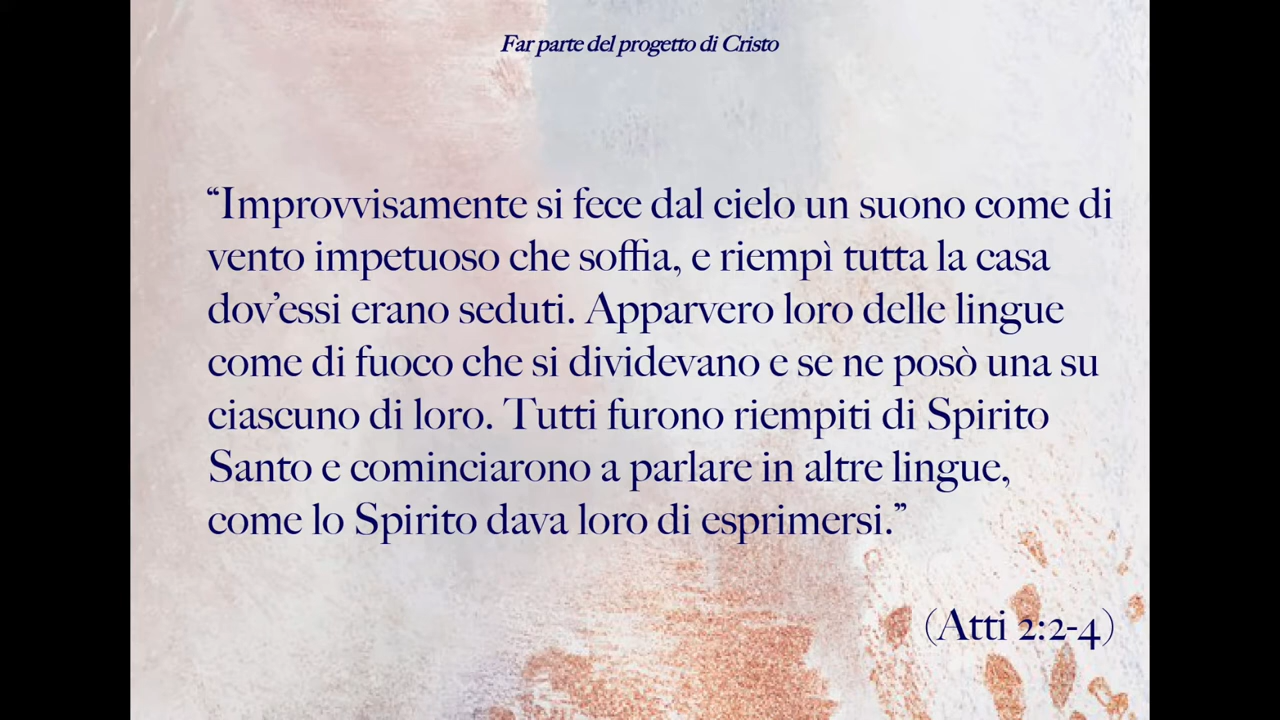 Far parte del progetto di Cristo
“Improvvisamente si fece dal cielo un suono come di
vento impetuoso che soffia, e riempì tutta la casa
dov’essi erano seduti. Apparvero loro delle lingue
come di fuoco che si dividevano e se ne posò una su
ciascuno di loro. Tutti furono riempiti di Spirito
Santo e cominciarono a parlare in altre lingue,
come lo Spirito dava loro di esprimersi.”
(Atti 2:2-4)